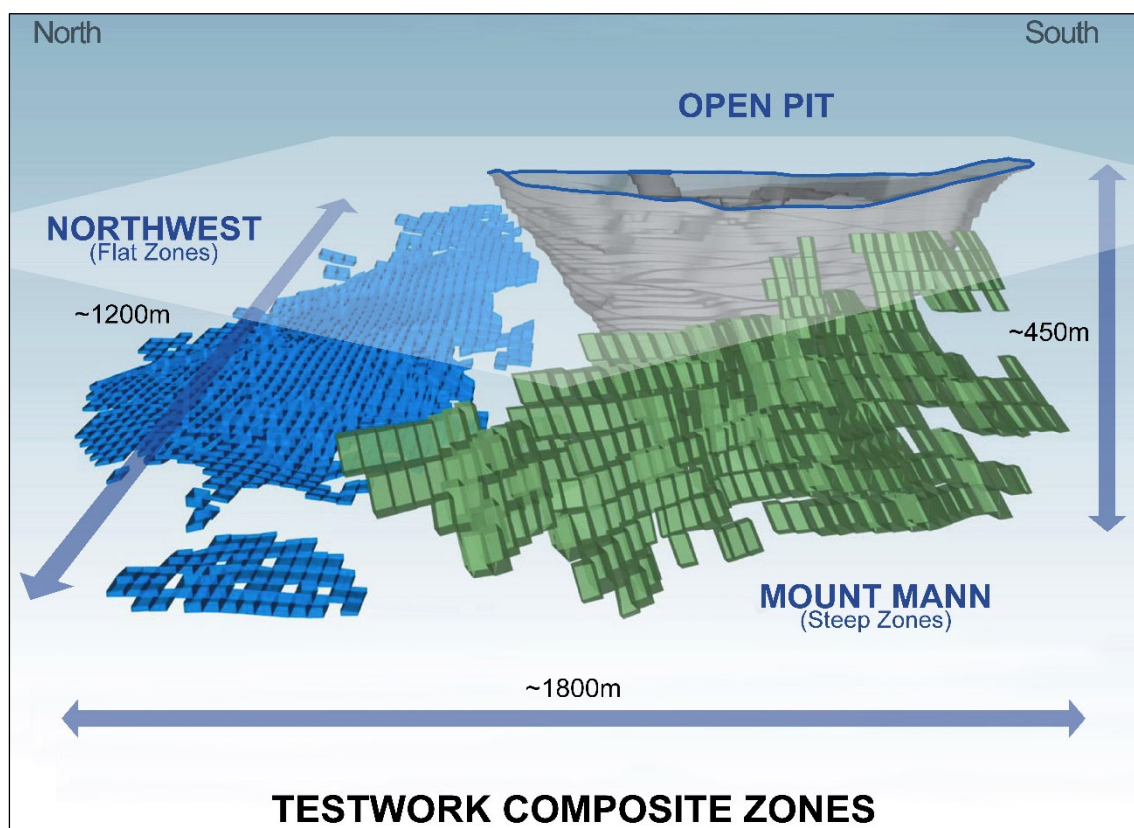 North
South
OPEN PIT
NORTHWEST
(Flat Zones)
~1200m
~450m
MOUNT MANN
(Steep Zones)
~1800m
TESTWORK COMPOSITE ZONES